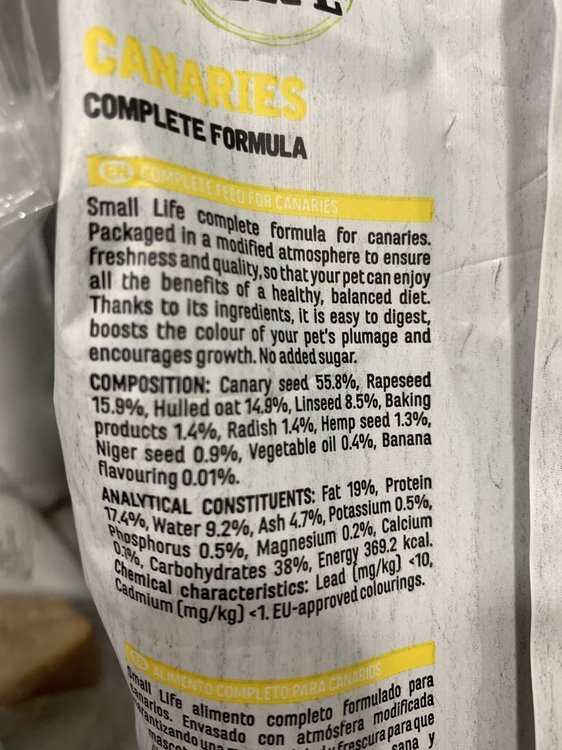 CANARIES
COMPLETE FORMULA
EN COMPLETE FEED FOR CANARIES
Small Life complete formula for canaries.
Packaged in a modified atmosphere to ensure
freshness and quality, so that your pet can enjoy
all the benefits of a healthy, balanced diet.
Thanks to its ingredients, it is easy to digest,
boosts the colour of your pet's plumage and
encourages growth. No added sugar.
COMPOSITION: Canary seed 55.8%, Rapeseed
15.9%, Hulled oat 14.9%, Linseed 8.5%, Baking
products 1.4%, Radish 1.4%, Hemp seed 1.3%,
Niger seed 0.9%, Vegetable oil 0.4%, Banana
flavouring 0.01%.
ANALYTICAL CONSTITUENTS: Fat 19%, Protein
17.4%, Water 9.2%, Ash 4.7%, Potassium 0.5%,
Phosphorus 0.5%, Magnesium 0.2%, Calcium
0.1%, Carbohydrates 38%, Energy 369.2 kcal.
Chemical characteristics: Lead (mg/kg) <10,
Cadmium (mg/kg) <1. EU-approved colourings.
ES ALIMENTO COMPLETO PARA CANARIOS
Small Life alimento completo formulado para
canarios. Envasado con atmósfera modificada
garantizando una frescura para que
sana y